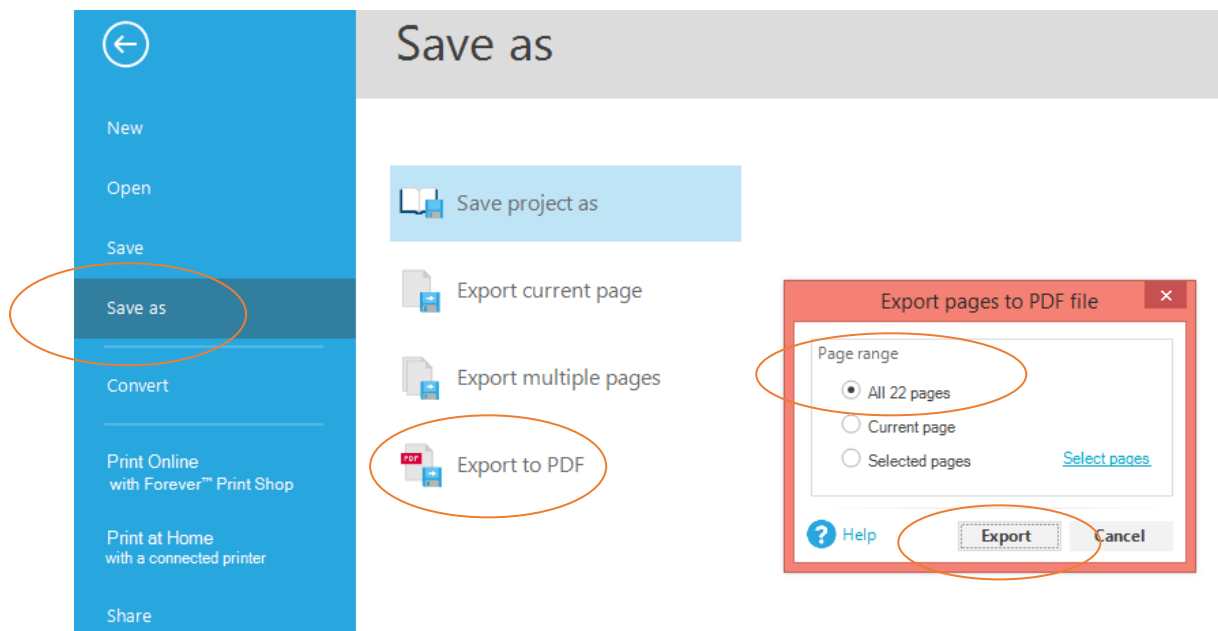 Save as
New
Open
Save
Save as
Convert
Print Online
with Forever™ Print Shop
Print at Home
with a connected printer
Share
Save project as
Export current page
Export multiple pages
PDF
Export to PDF
Export pages to PDF file
Page range
All 22 pages
Current page
Selected pages
Select pages
? Help
Export
Cancel